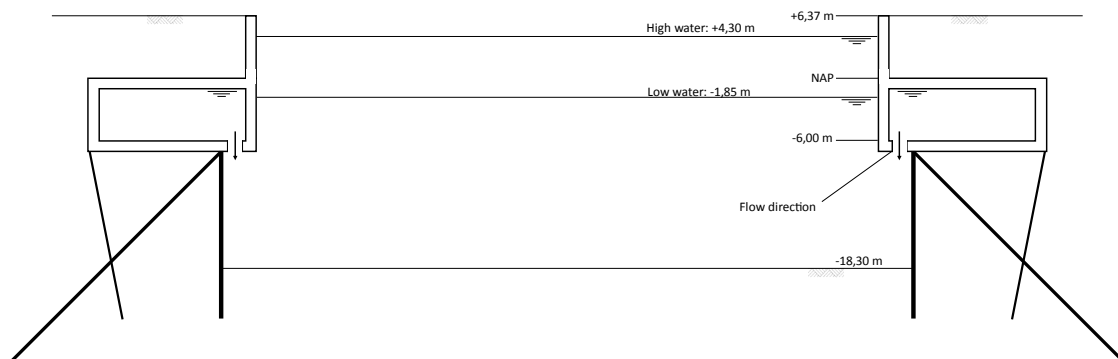 +6,37 m
High water: +4,30 m
NAP
Low water: -1,85 m
-6,00 m
Flow direction
-18,30 m